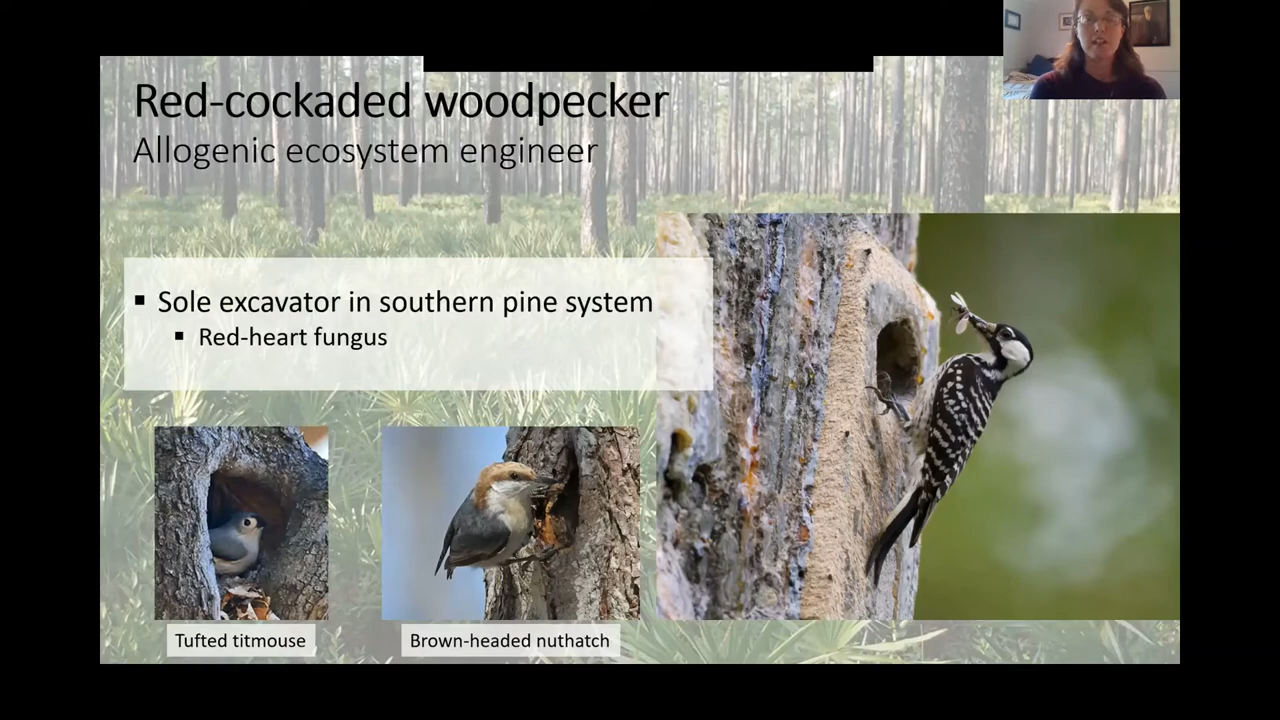 Red-cockaded woodpecker
Allogenic ecosystem engineer
▪ Sole excavator in southern pine system
▪ Red-heart fungus
Tufted titmouse
Brown-headed nuthatch